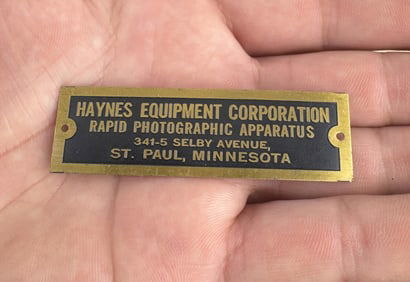 HAYNES EQUIPMENT CORPORATION
RAPID PHOTOGRAPHIC APPARATUS
341-5 SELBY AVENUE,
ST. PAUL, MINNESOTA